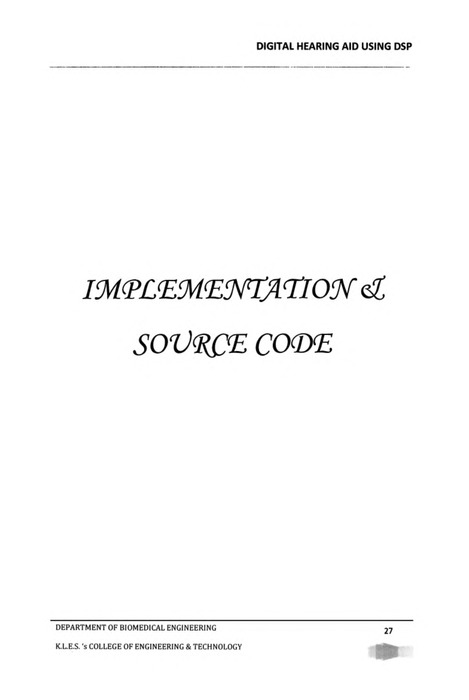 DIGITAL HEARING AID USING DSP
IMPLEMENTATION &
SOURCE CODE
DEPARTMENT OF BIOMEDICAL ENGINEERING
27
K.L.E.S. 's COLLEGE OF ENGINEERING & TECHNOLOGY